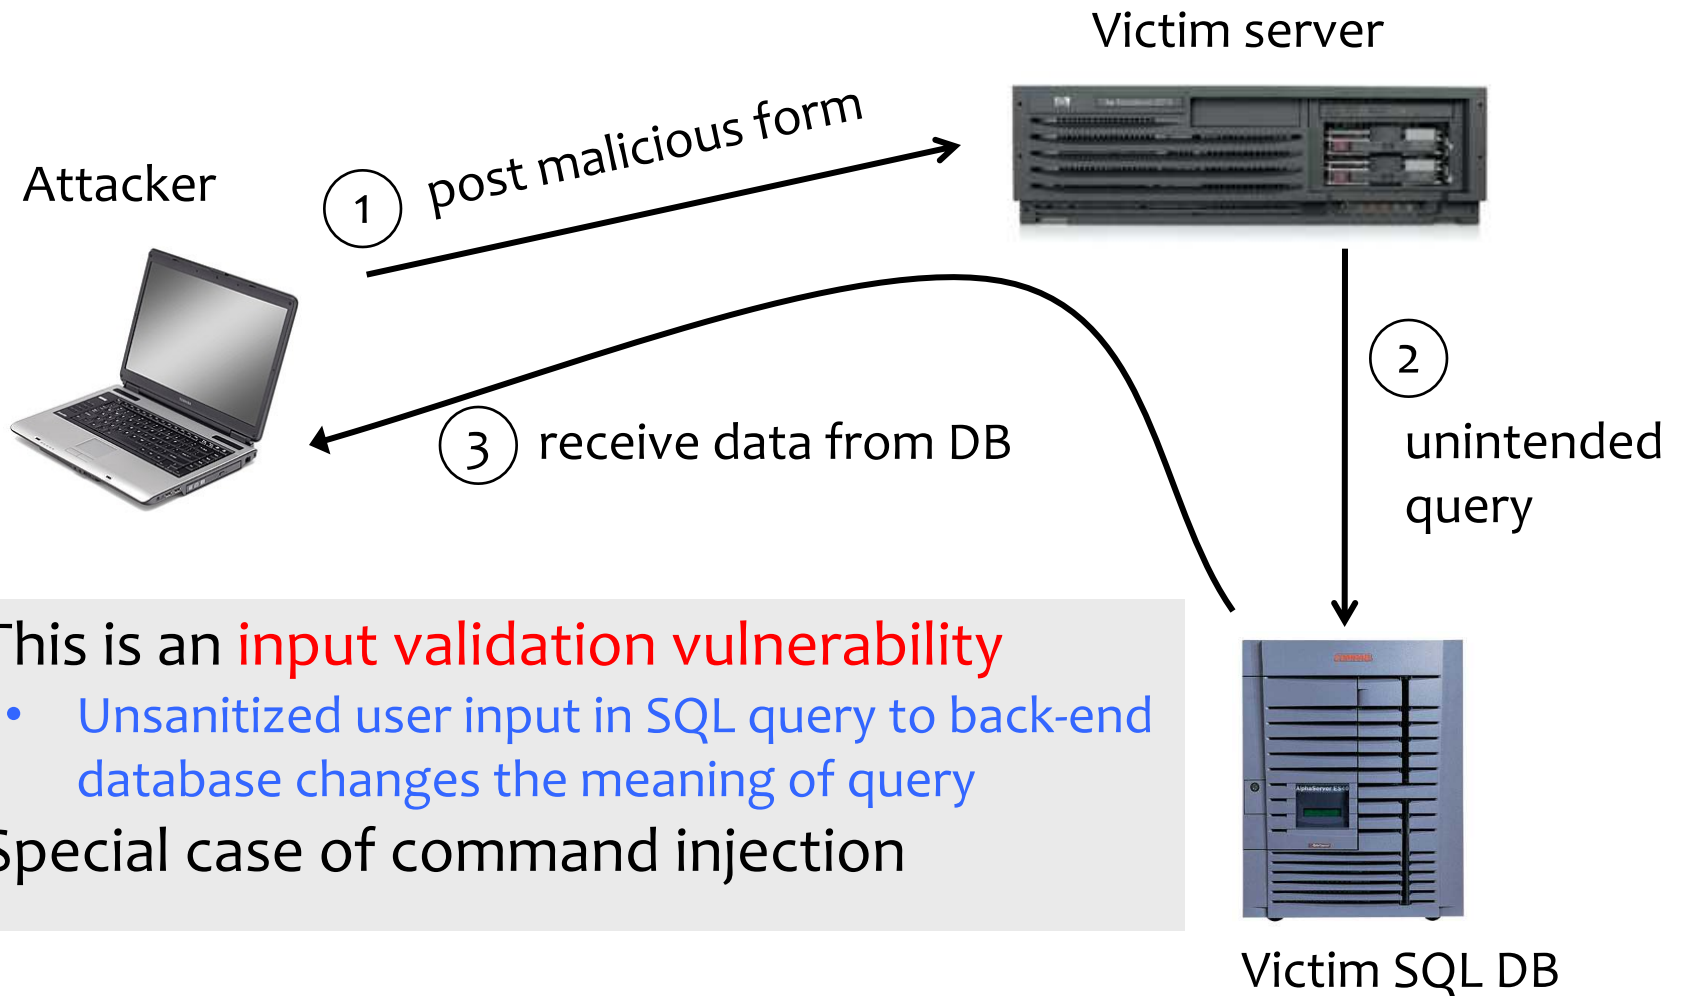 Victim server
Attacker
1 post malicious form
2
unintended
query
3 receive data from DB
This is an input validation vulnerability
• Unsanitized user input in SQL query to back-end
database changes the meaning of query
Special case of command injection
AlphaServer ES40
Victim SQL DB